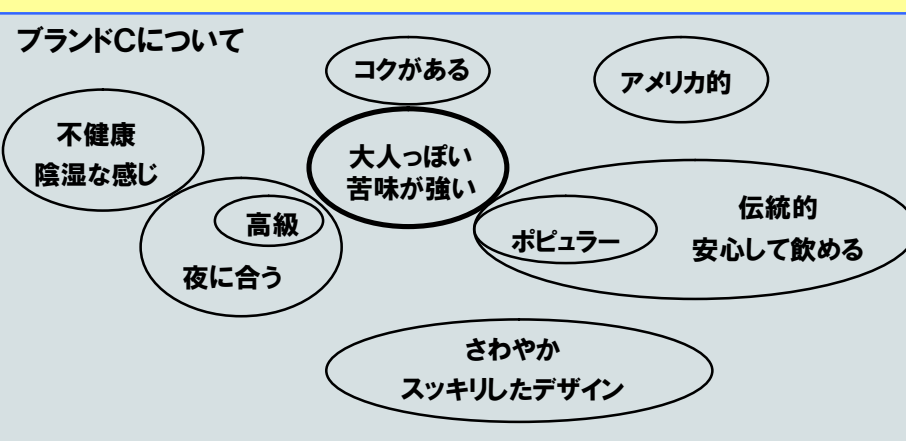 ブランドCについて
コクがある
アメリカ的
不健康
陰湿な感じ
大人っぽい
苦味が強い
高級
夜に合う
ポピュラー
伝統的
安心して飲める
さわやか
スッキリしたデザイン